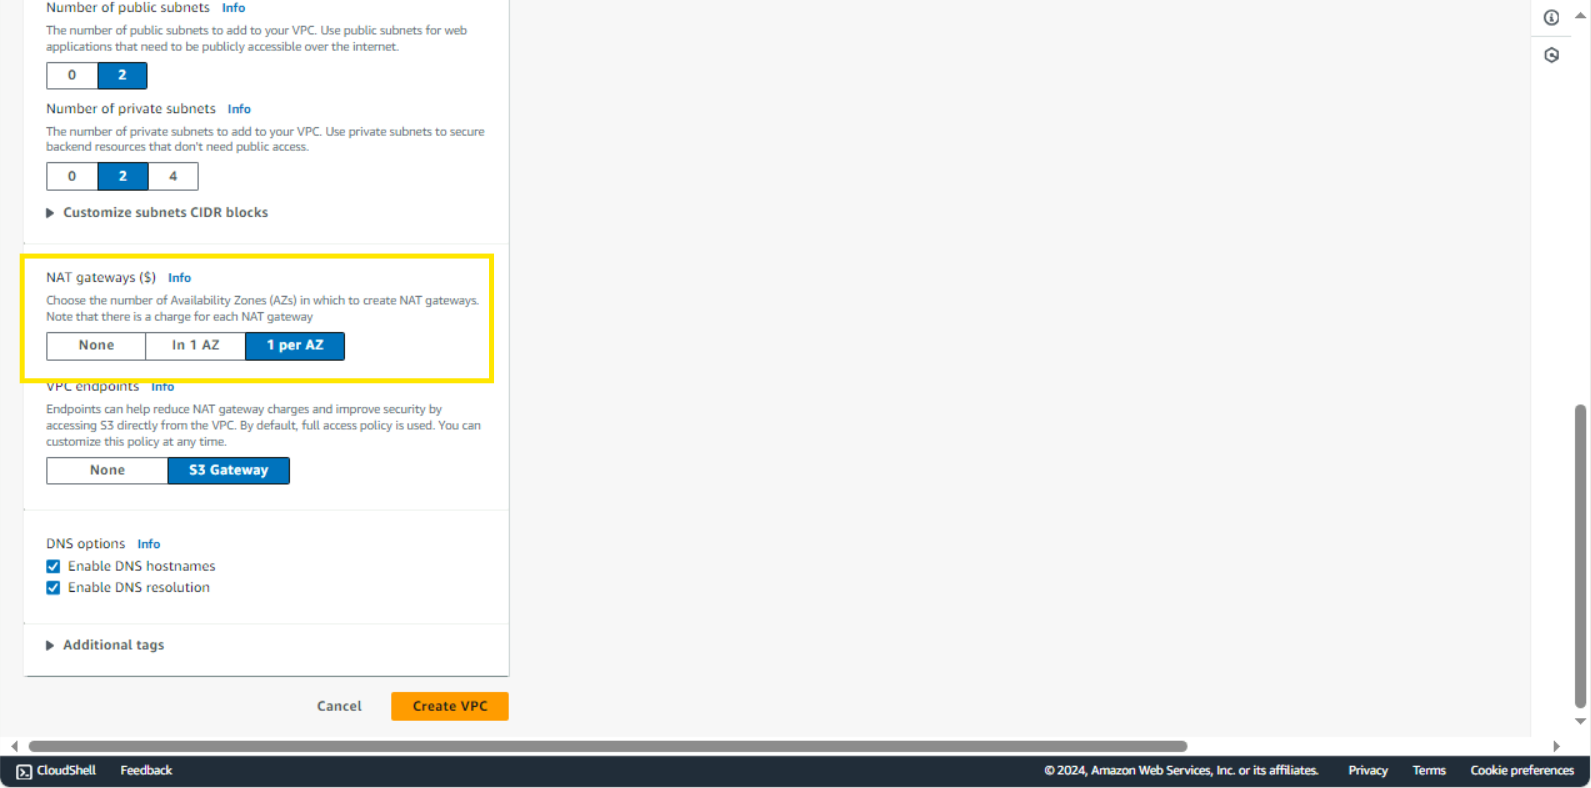 Number of public subnets Info
The number of public subnets to add to your VPC. Use public subnets for web
applications that need to be publicly accessible over the internet.
0 2
Number of private subnets Info
The number of private subnets to add to your VPC. Use private subnets to secure
backend resources that don't need public access.
0 2 4
Customize subnets CIDR blocks
NAT gateways ($) Info
Choose the number of Availability Zones (AZs) in which to create NAT gateways.
Note that there is a charge for each NAT gateway
None In 1 AZ 1 per AZ
VPC endpoints Info
Endpoints can help reduce NAT gateway charges and improve security by
accessing S3 directly from the VPC. By default, full access policy is used. You can
customize this policy at any time.
None S3 Gateway
DNS options Info
Enable DNS hostnames
Enable DNS resolution
Additional tags
Cancel Create VPC
CloudShell Feedback © 2024, Amazon Web Services, Inc. or its affiliates. Privacy Terms Cookie preferences